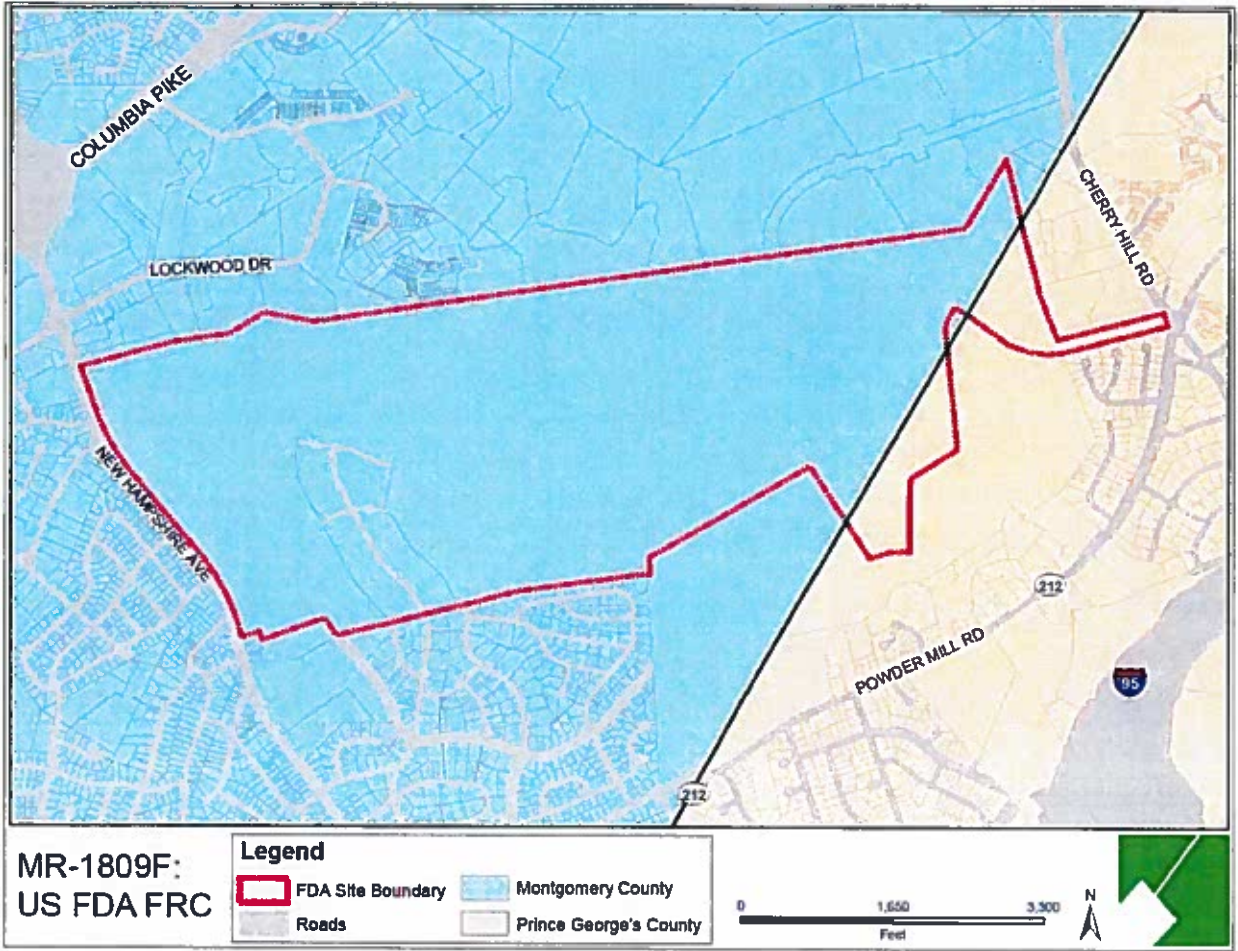 COLUMBIA PIKE
CHERRY HILL RD
LOCKWOOD DR
NEW HAMPSHIRE AVE
212
POWDER MILL RD
95
212
MR-1809F:
US FDA FRC
Legend
FDA Site Boundary
Montgomery County
Roads
Prince George's County
0 1,650 3,300
Feet
N